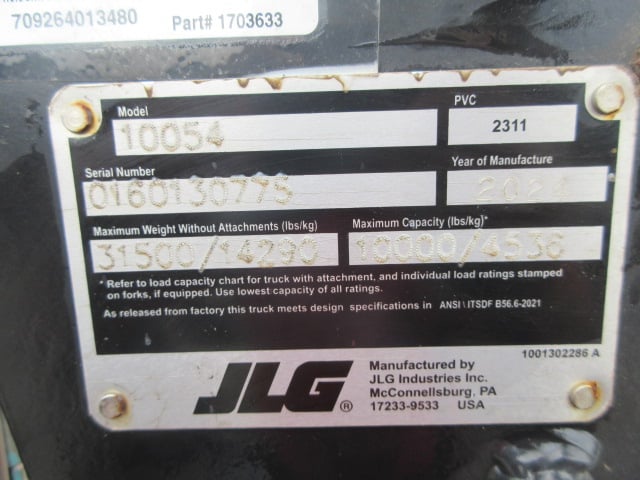 709264013480 Part# 1703633
Model PVC
10054 2311
Serial Number Year of Manufacture
0160130775 2024
Maximum Weight Without Attachments (lbs/kg) Maximum Capacity (lbs/kg)*
31500/14290 10000/4536
* Refer to load capacity chart for truck with attachment, and individual load ratings stamped
on forks, if equipped. Use lowest capacity of all ratings.
As released from factory this truck meets design specifications in ANSI \ ITSDF B56.6-2021
1001302286 A
JLG®
Manufactured by
JLG Industries Inc.
McConnellsburg, PA
17233-9533 USA